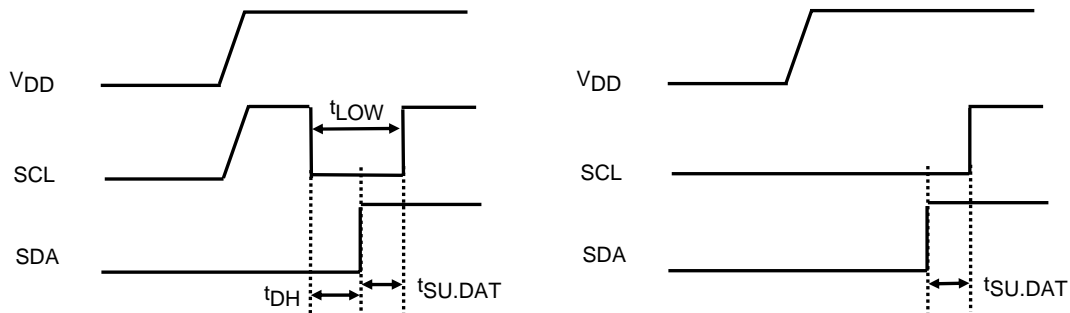 VDD
tLOW
SCL
SDA
tDH
tSU.DAT
VDD
SCL
SDA
tSU.DAT